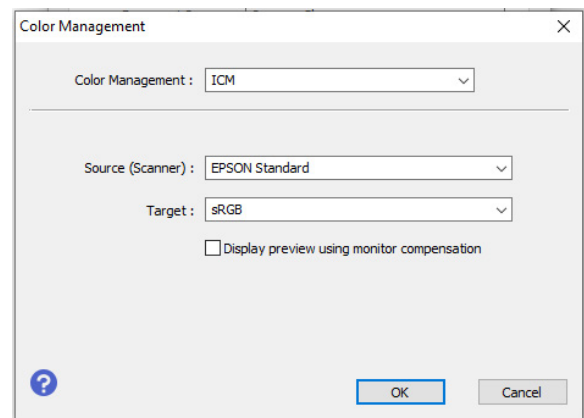 Color Management
Color Management : ICM
Source (Scanner) : EPSON Standard
Target : sRGB
Display preview using monitor compensation
OK Cancel